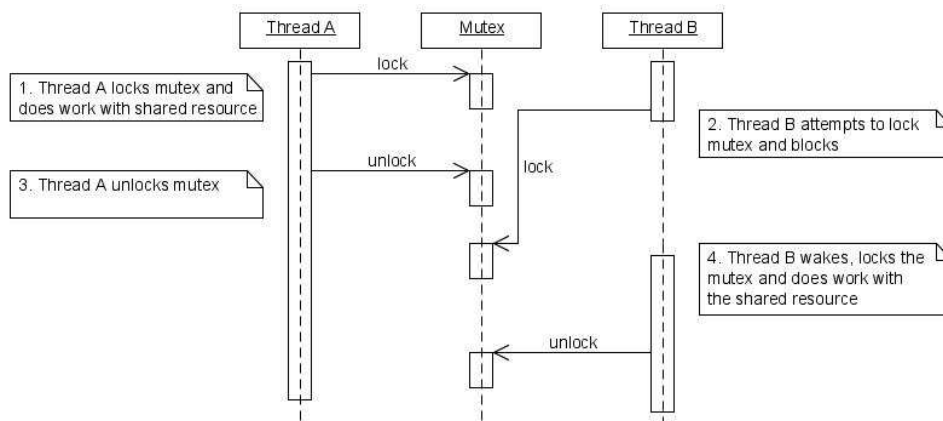 Thread A
Mutex
Thread B
lock
1. Thread A locks mutex and
does work with shared resource
2. Thread B attempts to lock
mutex and blocks
unlock
lock
3. Thread A unlocks mutex
4. Thread B wakes, locks the
mutex and does work with
the shared resource
unlock